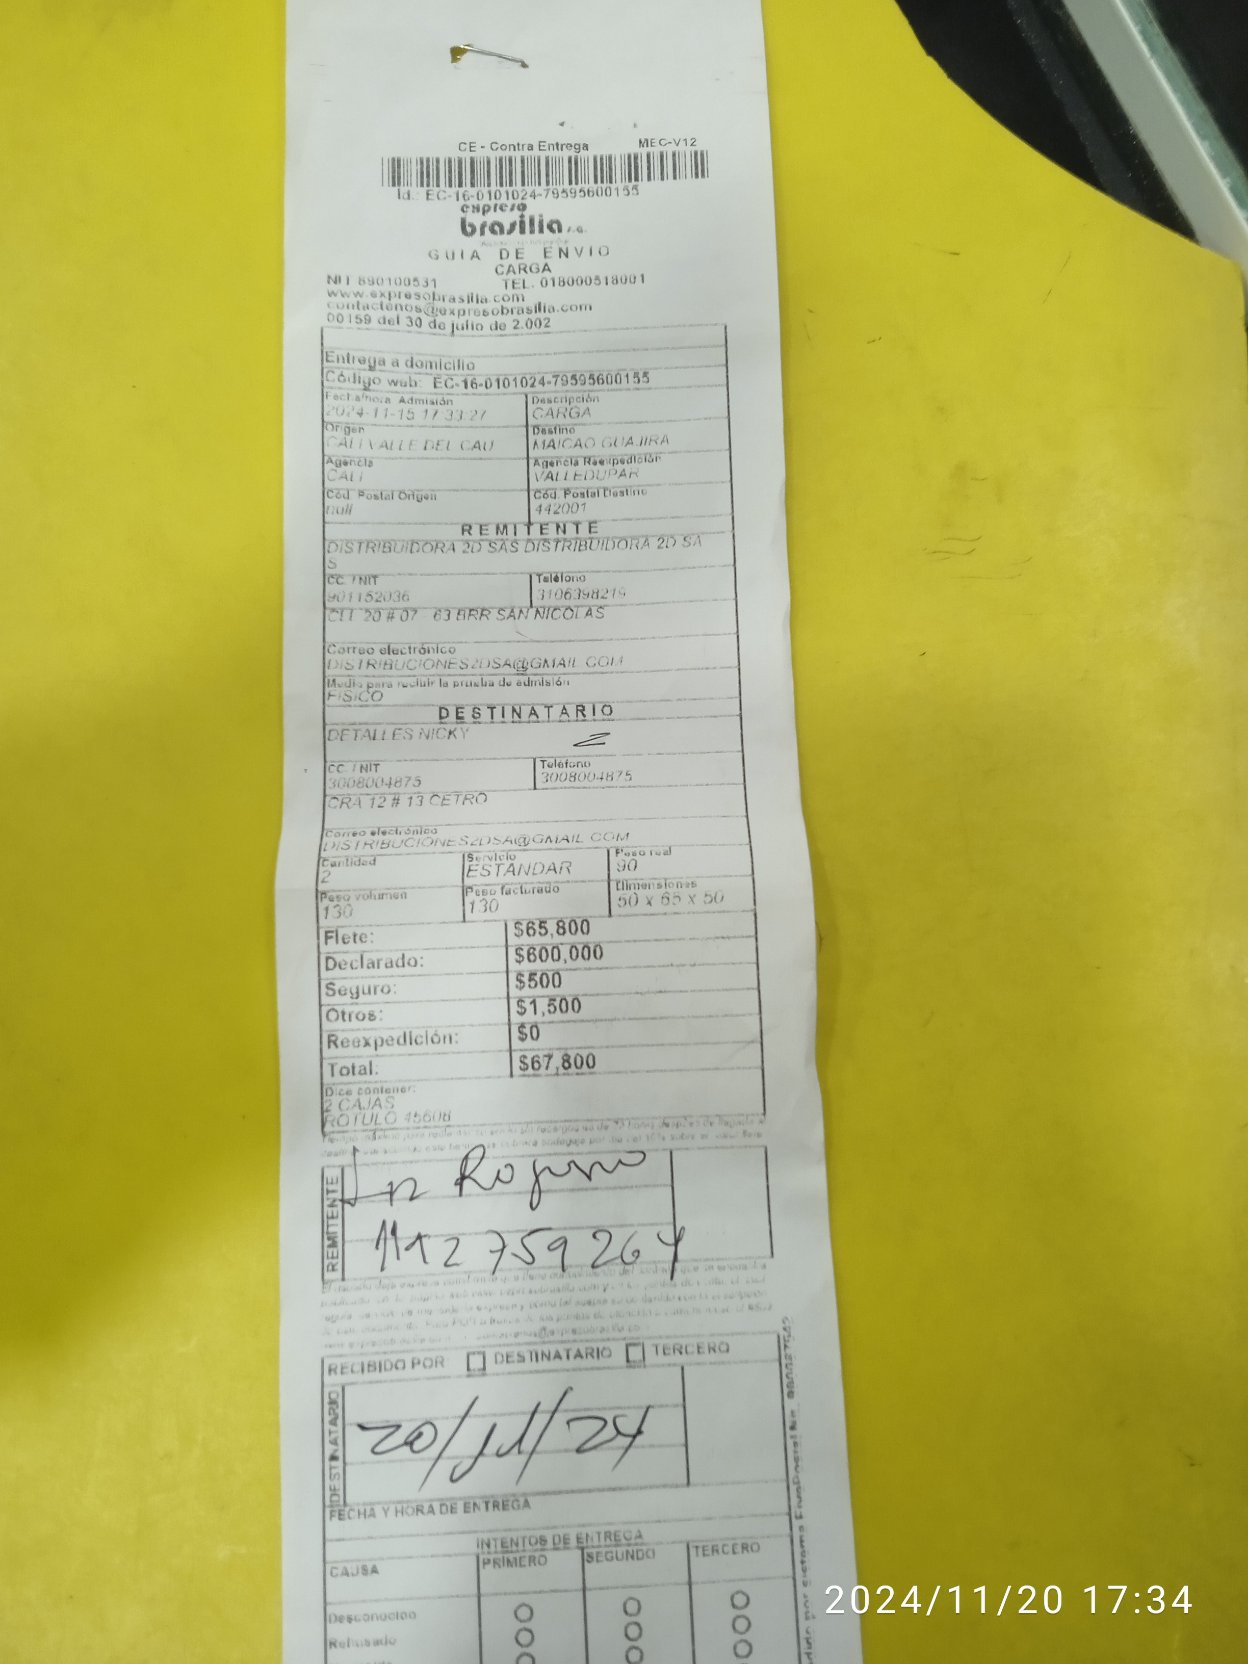 CE - Contra Entrega MEC-V12
Id.: EC-16-0101024-79595600155
expreso
brasilia s.a.
GUIA DE ENVIO
CARGA
NIT 890100531 TEL. 018000518001
www.expresobrasilia.com
contactenos@expresobrasilia.com
00159 del 30 de julio de 2.002
Entrega a domicilio
Código web: EC-16-0101024-79595600155
Fecha/hora Admisión Descripción
2024-11-15 17:33:27 CARGA
Origen Destino
CALI VALLE DEL CAU MAICAO GUAJIRA
Agencia Agencia Reexpedición
CALI VALLEDUPAR
Cód. Postal Origen Cód. Postal Destino
null 442001
REMITENTE
DISTRIBUIDORA 2D SAS DISTRIBUIDORA 2D SA
S
CC. / NIT Teléfono
901152036 3106398219
CLL 20 # 07 - 63 BRR SAN NICOLAS
Correo electrónico
DISTRIBUCIONES2DSA@GMAIL.COM
Medio para recibir la prueba de admisión
FISICO
DESTINATARIO
DETALLES NICKY 2
CC. / NIT Teléfono
3008004875 3008004875
CRA 12 # 13 CETRO
Correo electrónico
DISTRIBUCIONES2DSA@GMAIL.COM
Cantidad Servicio Peso real
2 ESTANDAR 90
Peso volumen Peso facturado Dimensiones
130 130 50 x 65 x 50
Flete: $65,800
Declarado: $600,000
Seguro: $500
Otros: $1,500
Reexpedición: $0
Total: $67,800
Dice contener:
2 CAJAS
ROTULO 45608
REMITENTE
1112759264
RECIBIDO POR: DESTINATARIO TERCERO
DESTINATARIO
20/11/24
FECHA Y HORA DE ENTREGA
INTENTOS DE ENTREGA
CAUSA PRIMERO SEGUNDO TERCERO
Desconocido
Rehusado
2024/11/20 17:34